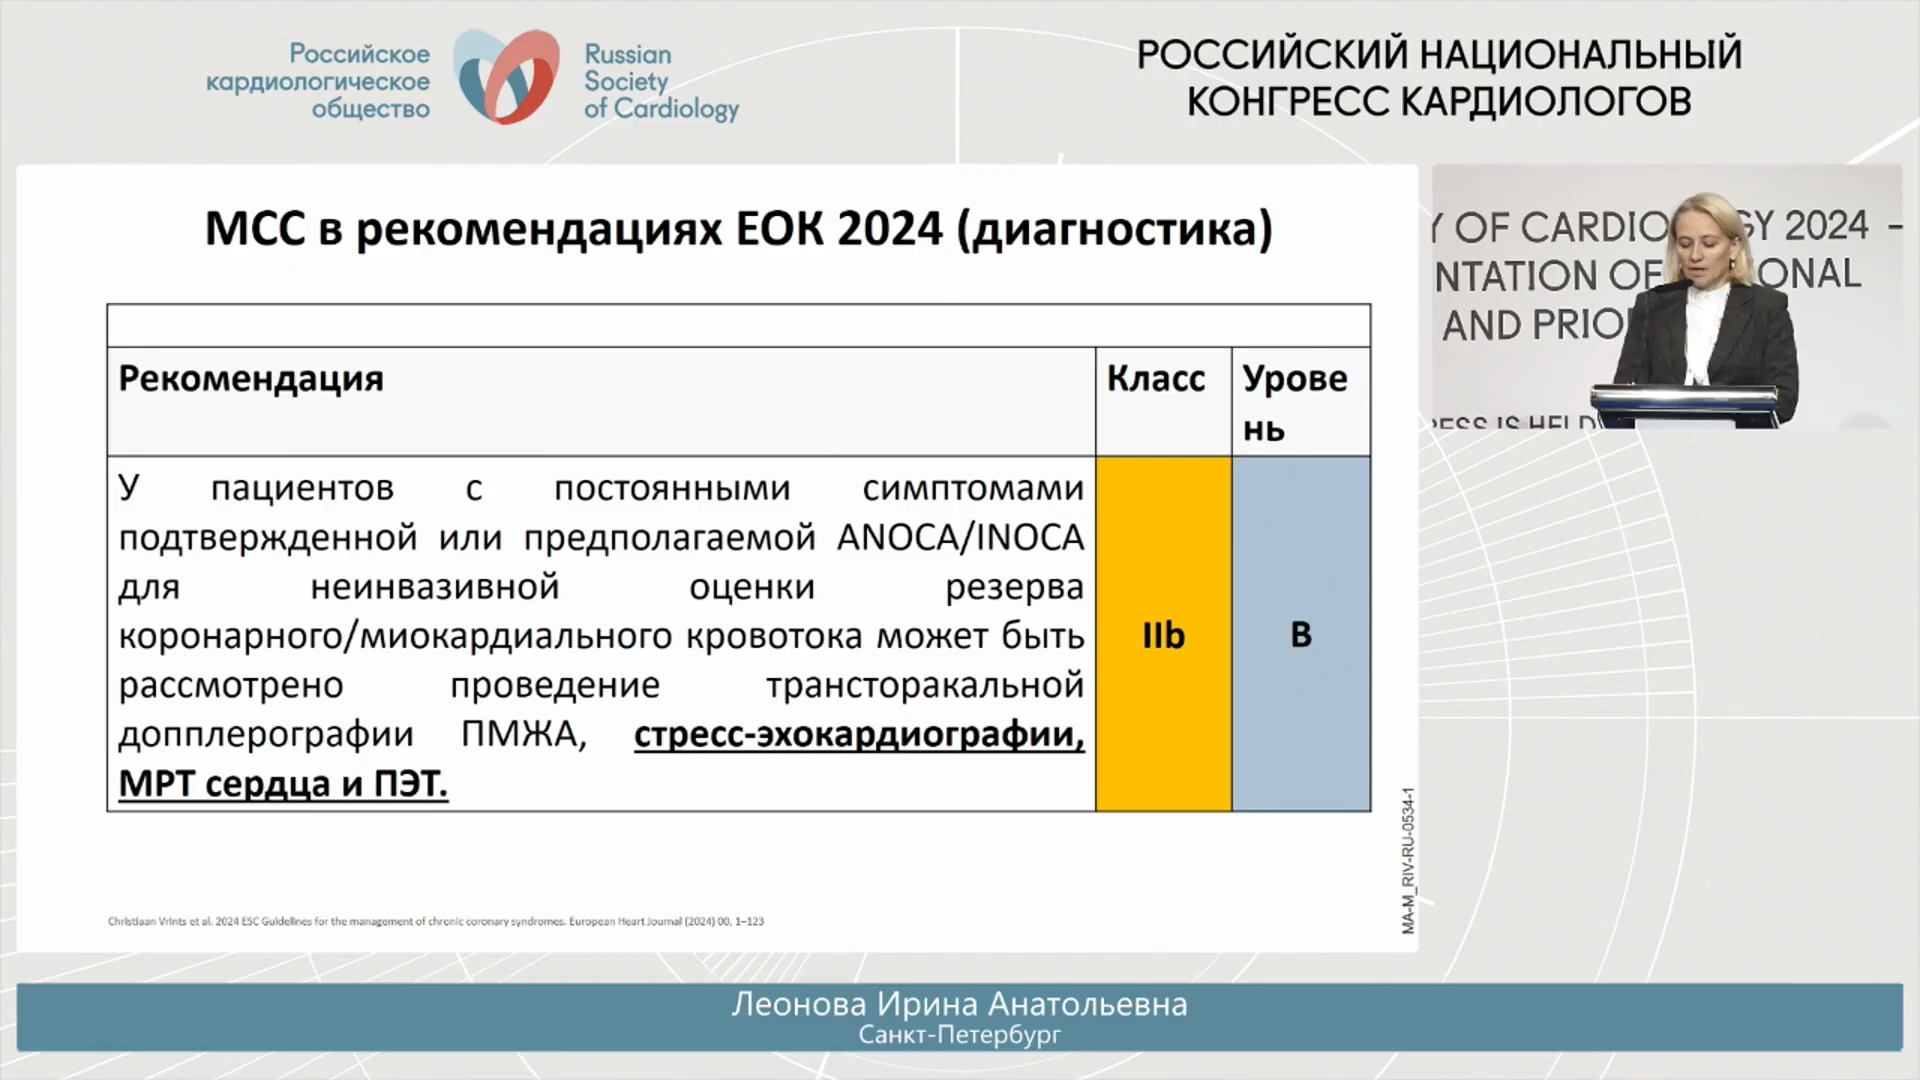 Российское
кардиологическое
общество
Russian
Society
of Cardiology
РОССИЙСКИЙ НАЦИОНАЛЬНЫЙ
КОНГРЕСС КАРДИОЛОГОВ
МСС в рекомендациях ЕОК 2024 (диагностика)
Рекомендация
Класс
Урове
нь
У пациентов с постоянными симптомами
подтвержденной или предполагаемой ANOCA/INOCA
для неинвазивной оценки резерва
коронарного/миокардиального кровотока может быть
рассмотрено проведение трансторакальной
допплерографии ПМЖА, стресс-эхокардиографии,
МРТ сердца и ПЭТ.
IIb
B
Christiaan Vrints et al. 2024 ESC Guidelines for the management of chronic coronary syndromes. European Heart Journal (2024) 00, 1–123
MA-M_RIV-RU-0534-1
Y OF CARDIO GY 2024 –
NTATION OF ONAL
AND PRIO
RESS IS HELD
Леонова Ирина Анатольевна
Санкт-Петербург